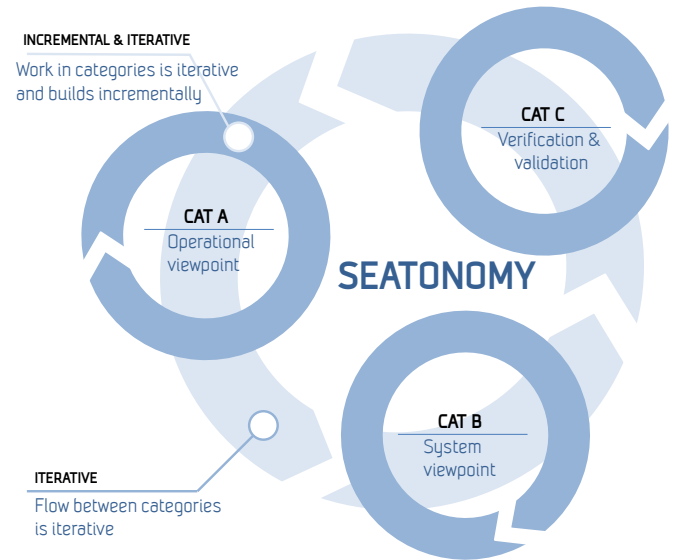 INCREMENTAL & ITERATIVE
Work in categories is iterative
and builds incrementally
CAT C
Verification &
validation
CAT A
Operational
viewpoint
SEATONOMY
CAT B
System
viewpoint
ITERATIVE
Flow between categories
is iterative